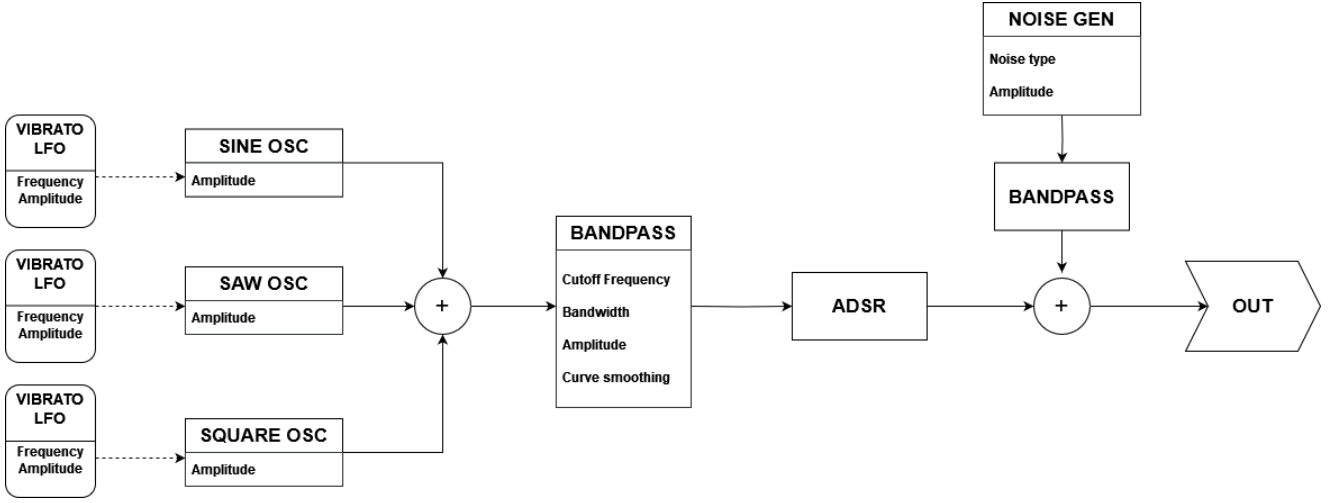 NOISE GEN
Noise type
Amplitude
VIBRATO
LFO
Frequency
Amplitude
SINE OSC
Amplitude
BANDPASS
VIBRATO
LFO
Frequency
Amplitude
SAW OSC
Amplitude
+
BANDPASS
Cutoff Frequency
Bandwidth
Amplitude
Curve smoothing
ADSR
+
OUT
VIBRATO
LFO
Frequency
Amplitude
SQUARE OSC
Amplitude